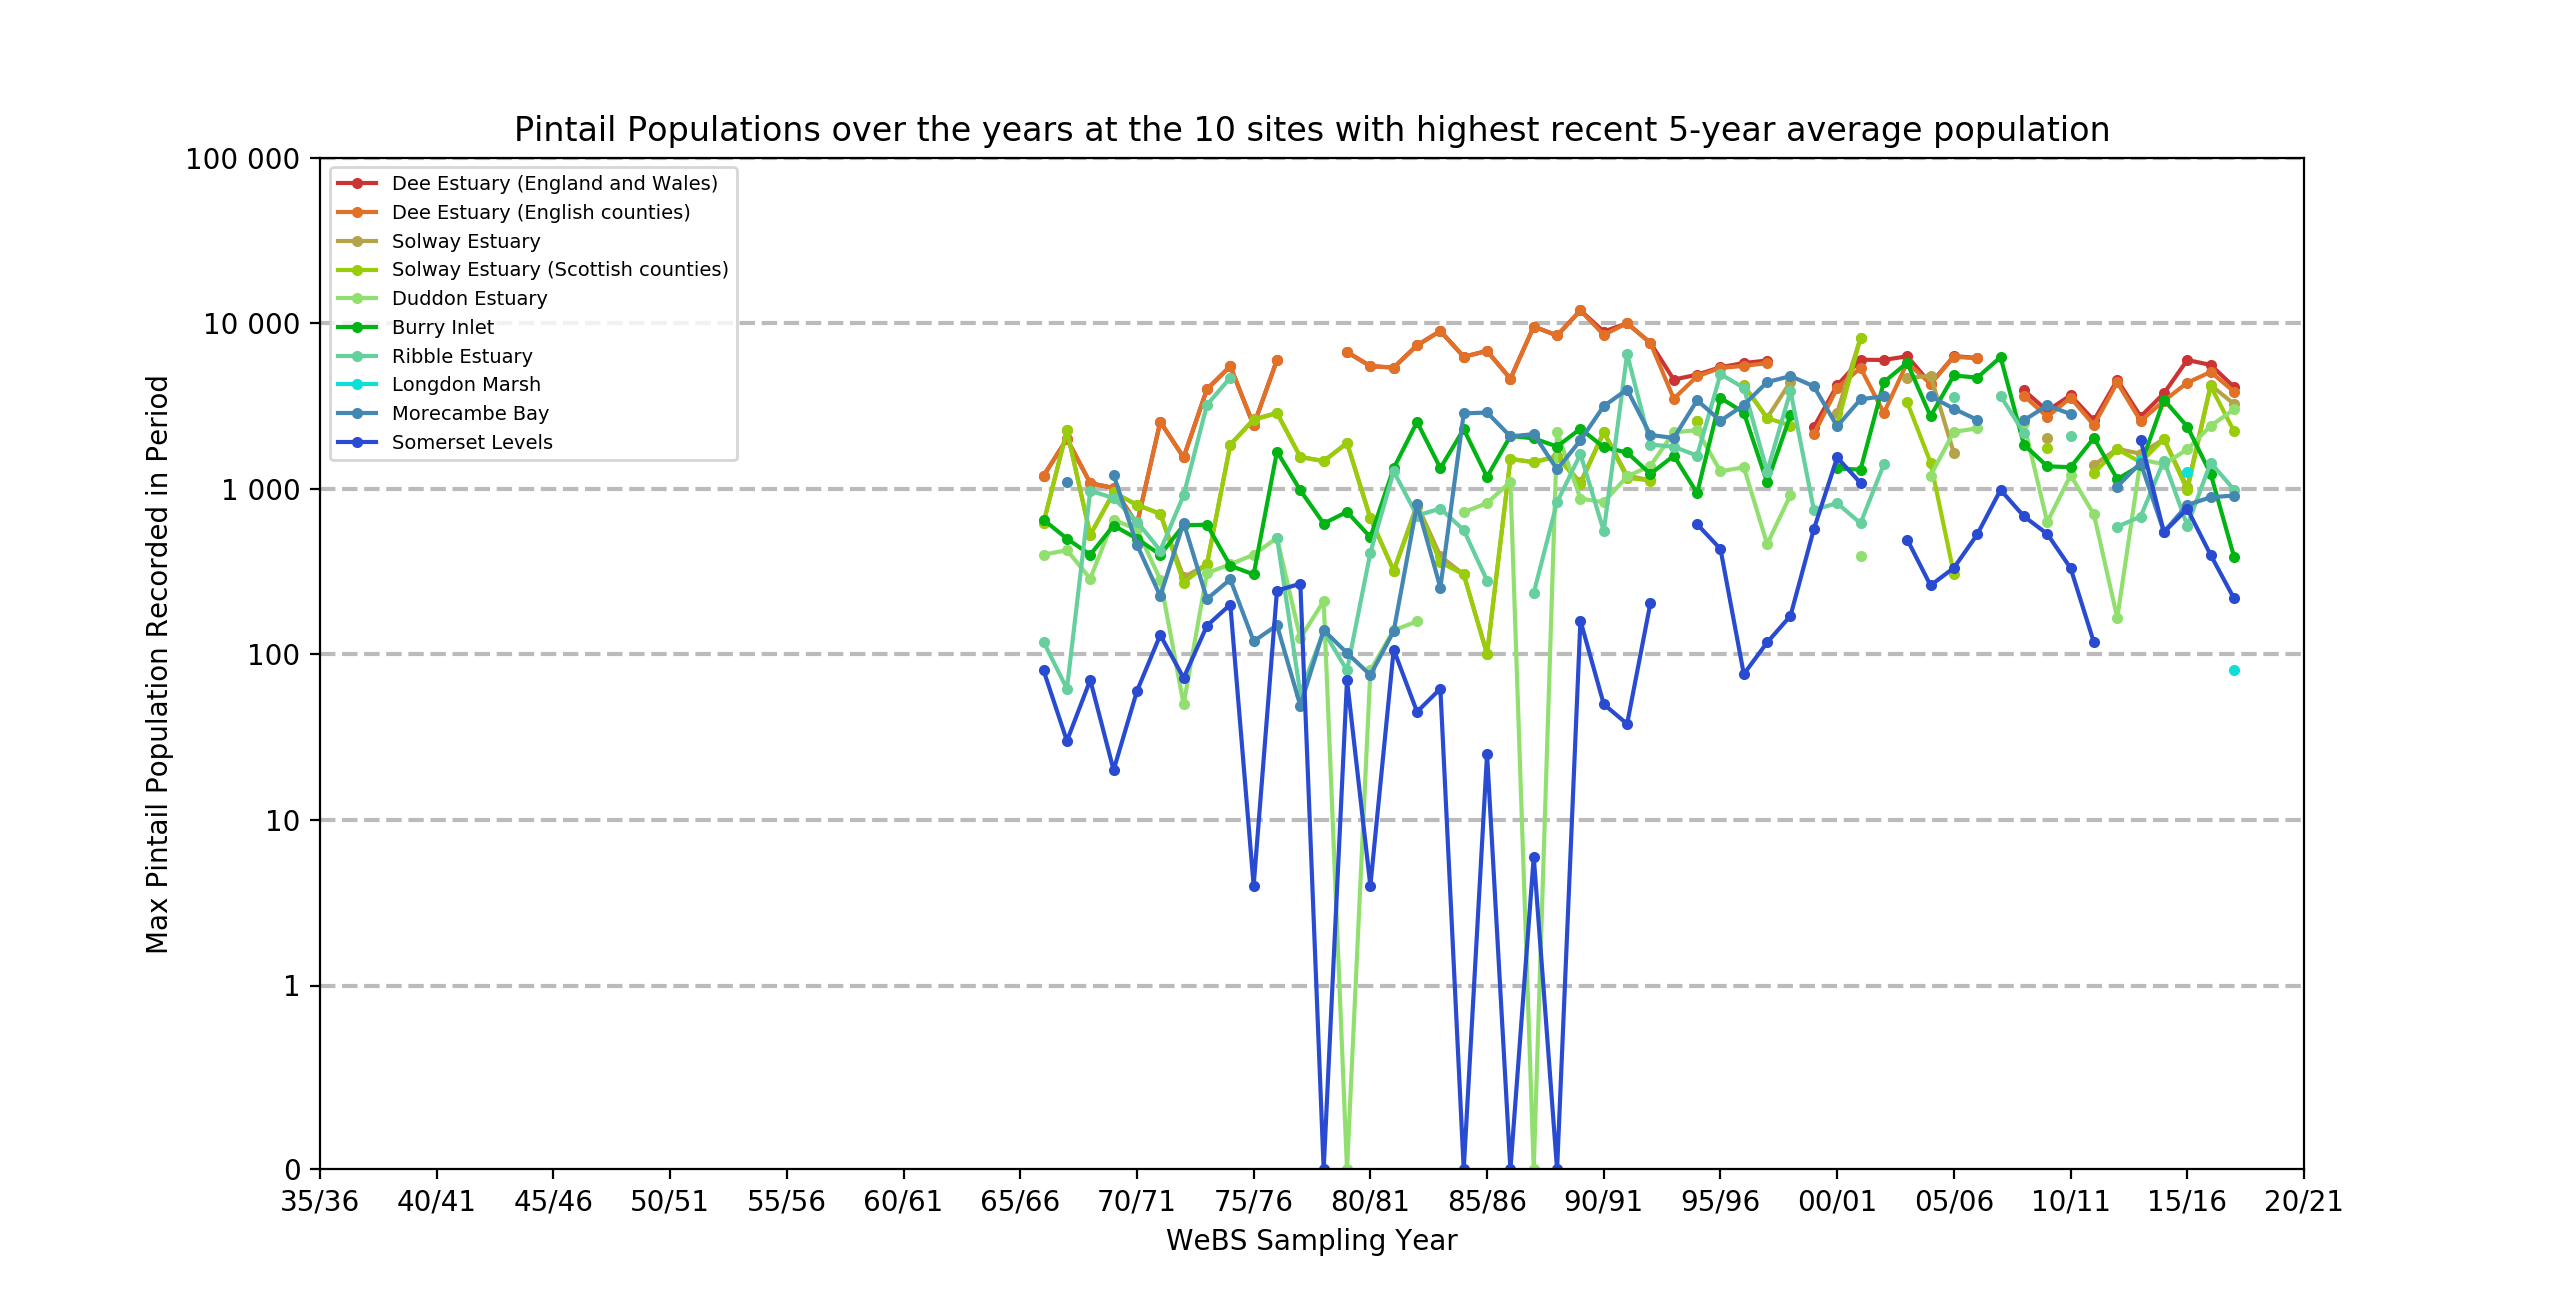 Pintail Populations over the years at the 10 sites with highest recent 5-year average population
100 000
10 000
1 000
100
10
1
0
Max Pintail Population Recorded in Period
Dee Estuary (England and Wales)
Dee Estuary (English counties)
Solway Estuary
Solway Estuary (Scottish counties)
Duddon Estuary
Burry Inlet
Ribble Estuary
Longdon Marsh
Morecambe Bay
Somerset Levels
35/36 40/41 45/46 50/51 55/56 60/61 65/66 70/71 75/76 80/81 85/86 90/91 95/96 00/01 05/06 10/11 15/16 20/21
WeBS Sampling Year